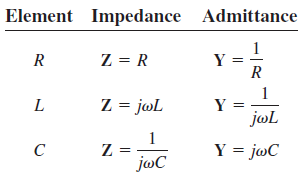 Element Impedance Admittance
R Z = R Y = 1/R
L Z = jωL Y = 1/jωL
C Z = 1/jωC Y = jωC